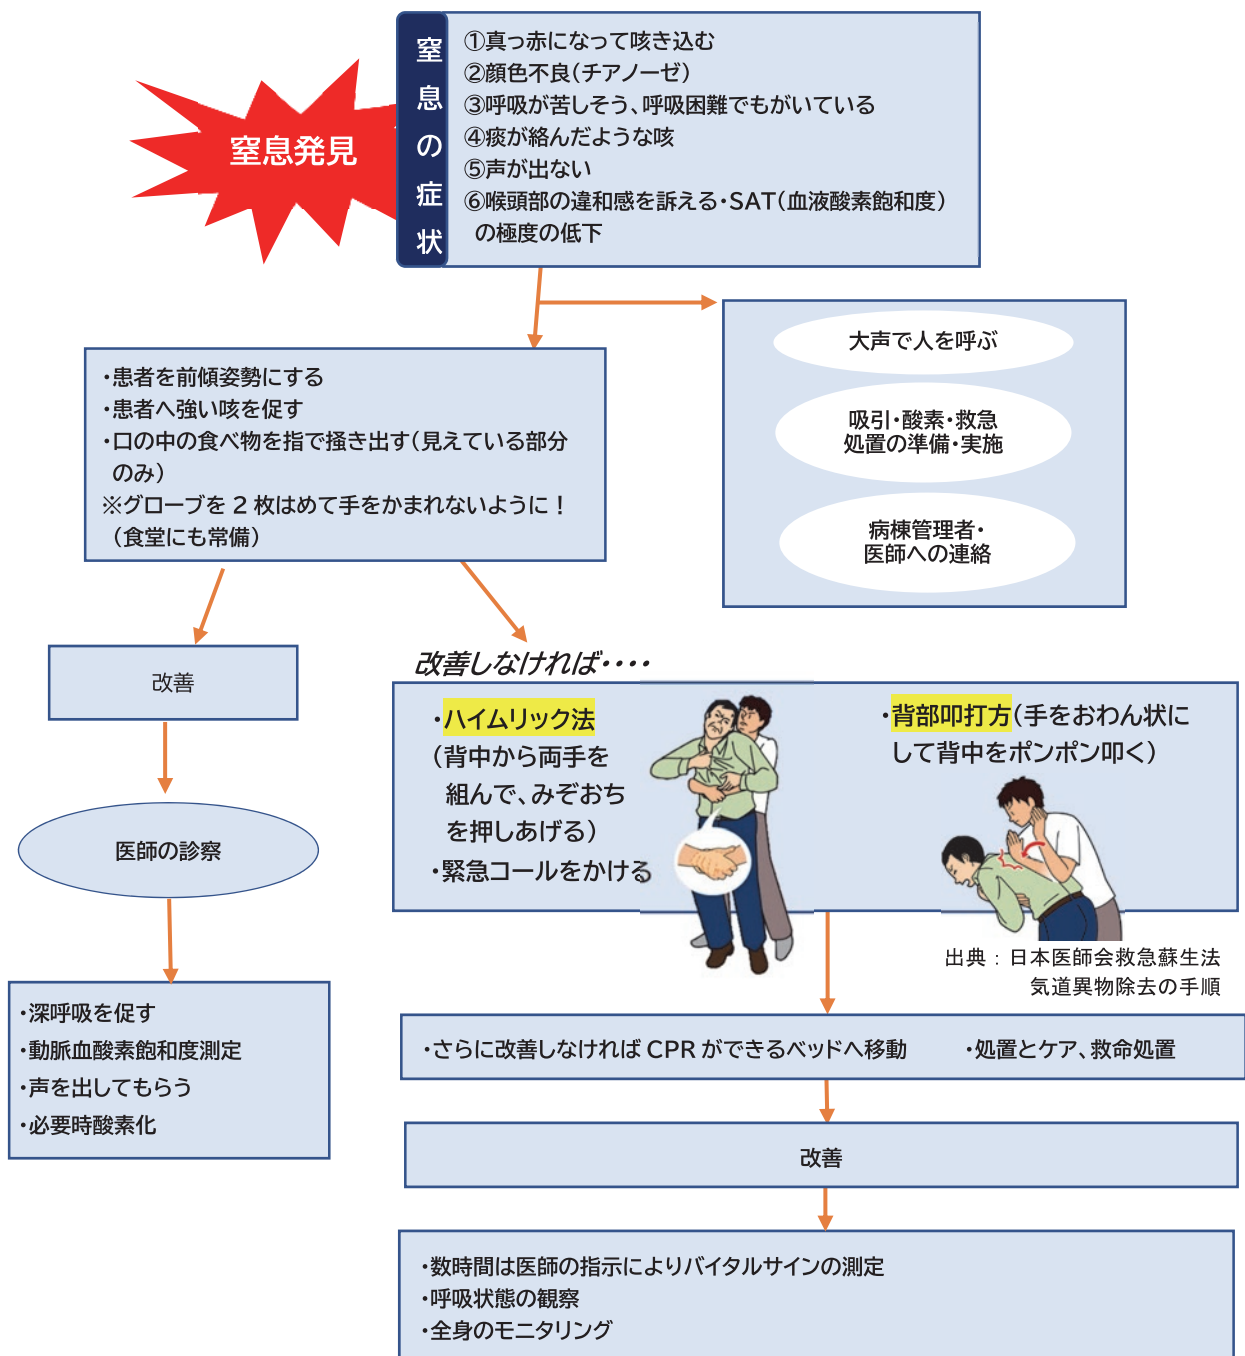 窒息発見
窒息の症状
①真っ赤になって咳き込む
②顔色不良(チアノーゼ)
③呼吸が苦しそう、呼吸困難でもがいている
④痰が絡んだような咳
⑤声が出ない
⑥喉頭部の違和感を訴える・SAT(血液酸素飽和度)
の極度の低下
大声で人を呼ぶ
吸引・酸素・救急
処置の準備・実施
病棟管理者・
医師への連絡
・患者を前傾姿勢にする
・患者へ強い咳を促す
・口の中の食べ物を指で掻き出す(見えている部分
のみ)
※グローブを2枚はめて手をかまれないように!
(食堂にも常備)
改善
医師の診察
・深呼吸を促す
・動脈血酸素飽和度測定
・声を出してもらう
・必要時酸素化
改善しなければ・・・・
・ハイムリック法
(背中から両手を
組んで、みぞおち
を押しあげる)
・緊急コールをかける
・背部叩打方(手をおわん状に
して背中をポンポン叩く)
出典:日本医師会救急蘇生法
気道異物除去の手順
・さらに改善しなければCPRができるベッドへ移動 ・処置とケア、救命処置
改善
・数時間は医師の指示によりバイタルサインの測定
・呼吸状態の観察
・全身のモニタリング